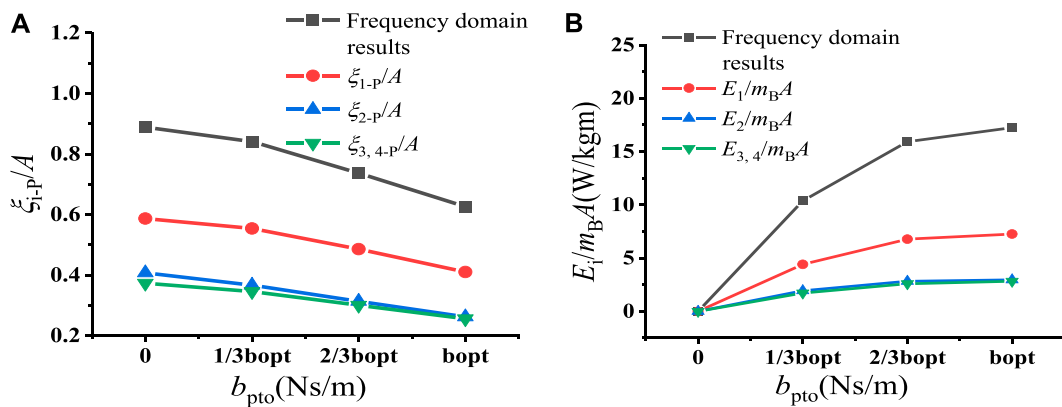 A
Frequency domain
results
ξ1-P/A
ξ2-P/A
ξ3, 4-P/A
1.2
1.0
0.8
0.6
0.4
0.2
ξi-P/A
0 1/3bopt 2/3bopt bopt
bpto(Ns/m)
B
Frequency domain
results
E1/mBA
E2/mBA
E3, 4/mBA
25
20
15
10
5
0
Ei/mBA(W/kgm)
0 1/3bopt 2/3bopt bopt
bpto(Ns/m)